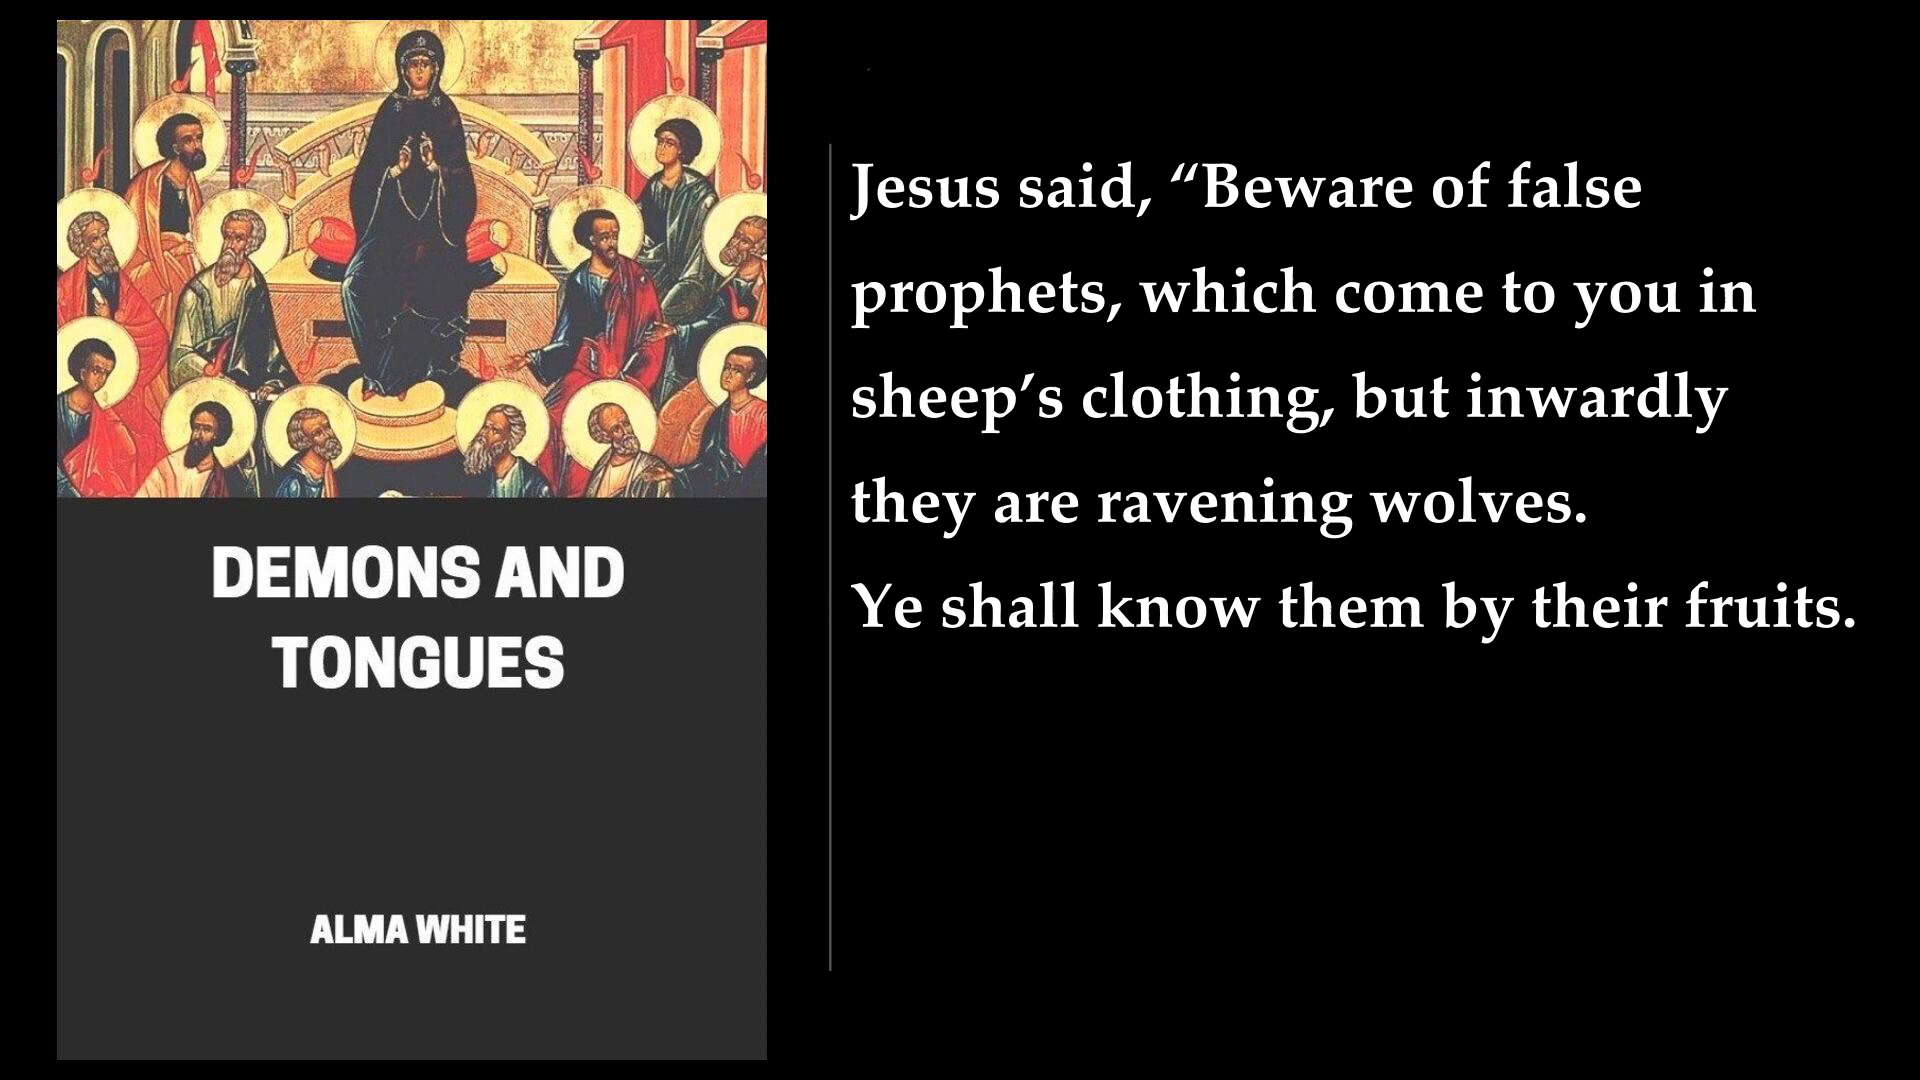 DEMONS AND
TONGUES
ALMA WHITE
Jesus said, “Beware of false
prophets, which come to you in
sheep’s clothing, but inwardly
they are ravening wolves.
Ye shall know them by their fruits.